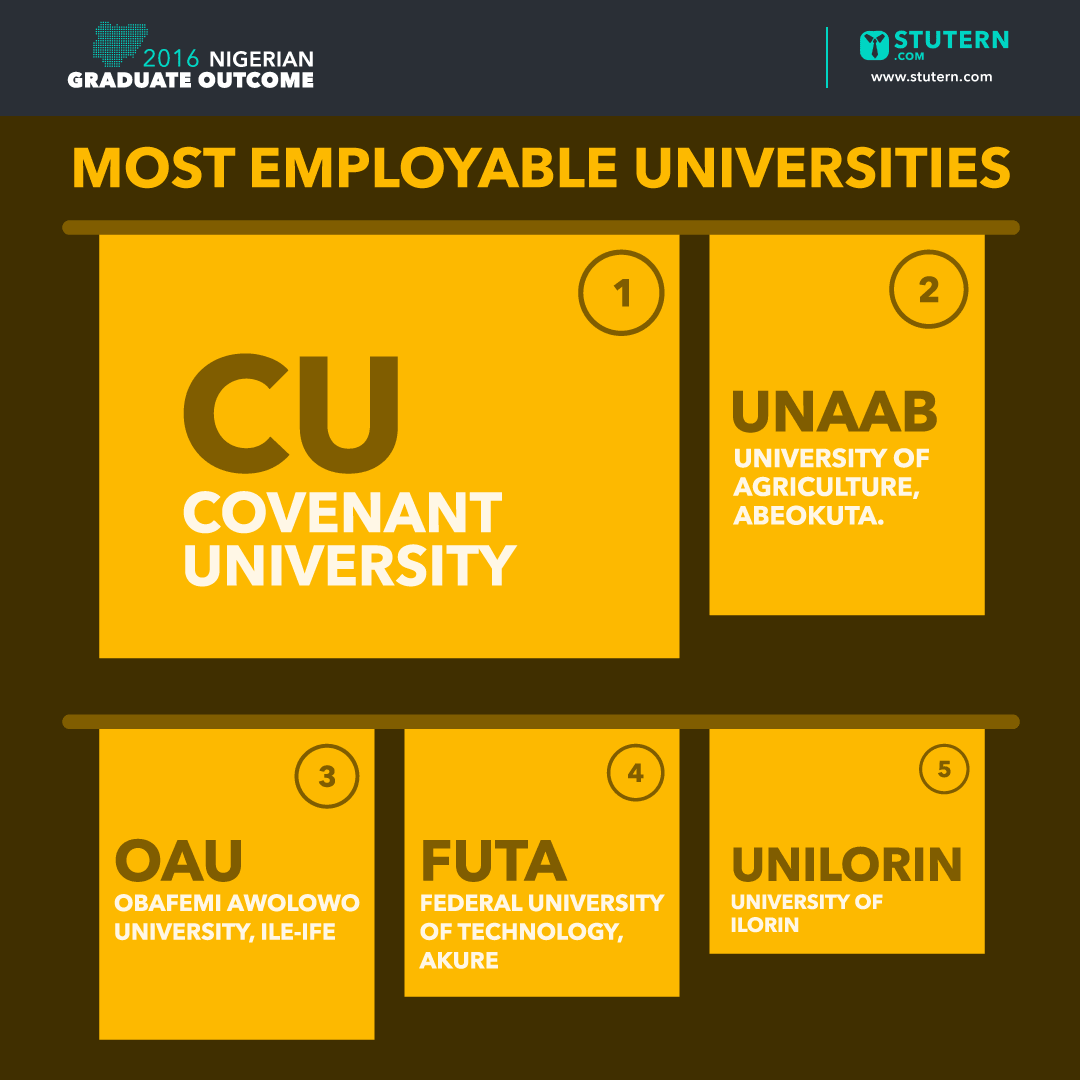 2016 NIGERIAN
GRADUATE OUTCOME
STUTERN
.COM
www.stutern.com
MOST EMPLOYABLE UNIVERSITIES
1
CU
COVENANT
UNIVERSITY
2
UNAAB
UNIVERSITY OF
AGRICULTURE,
ABEOKUTA.
3
OAU
OBAFEMI AWOLOWO
UNIVERSITY, ILE-IFE
4
FUTA
FEDERAL UNIVERSITY
OF TECHNOLOGY,
AKURE
5
UNILORIN
UNIVERSITY OF
ILORIN